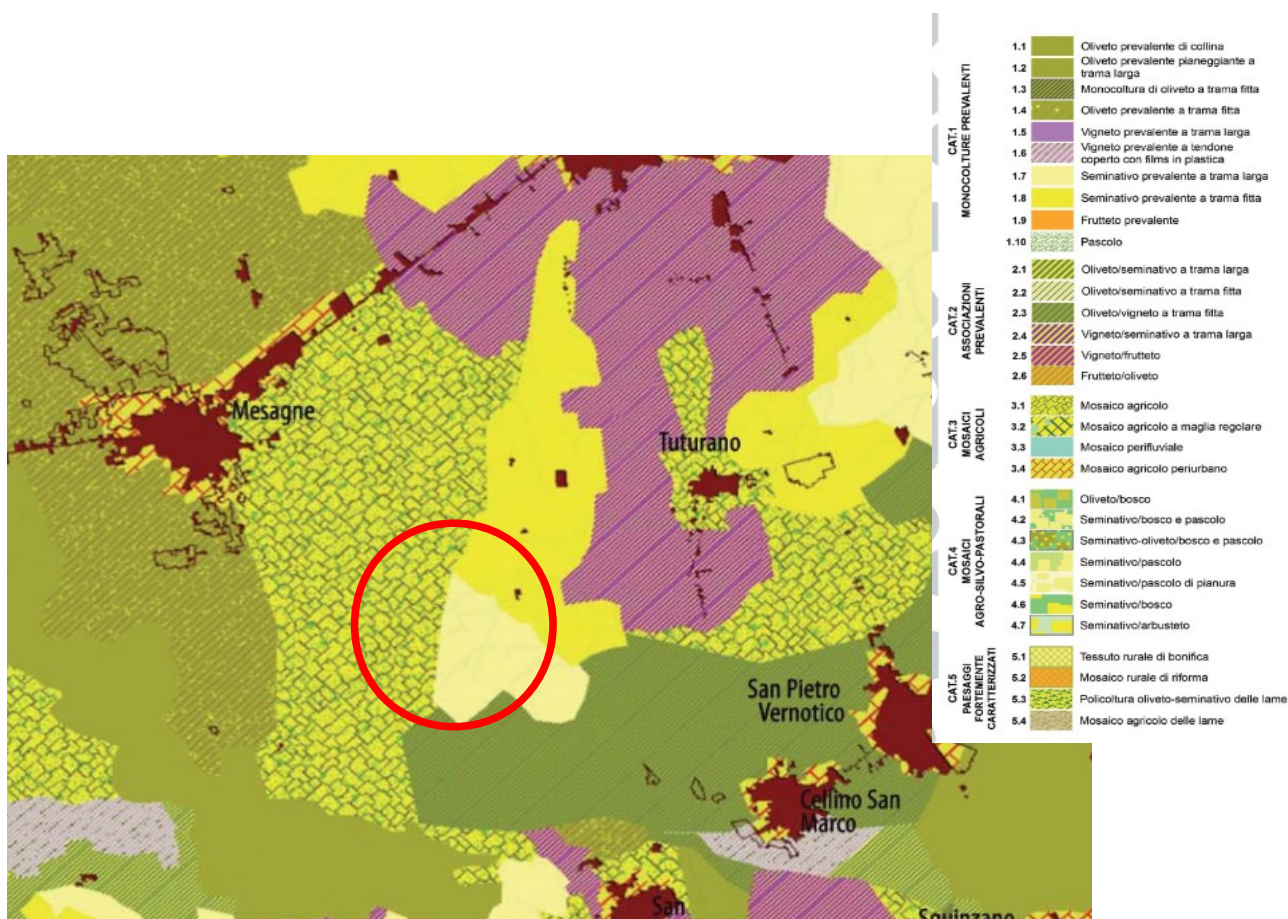 CAT.1
MONOCOLTURE PREVALENTI
1.1 Oliveto prevalente di collina
1.2 Oliveto prevalente pianeggiante a
trama larga
1.3 Monocoltura di oliveto a trama fitta
1.4 Oliveto prevalente a trama fitta
1.5 Vigneto prevalente a trama larga
1.6 Vigneto prevalente a tendone
coperto con films in plastica
1.7 Seminativo prevalente a trama larga
1.8 Seminativo prevalente a trama fitta
1.9 Frutteto prevalente
1.10 Pascolo
CAT.2
ASSOCIAZIONI
PREVALENTI
2.1 Oliveto/seminativo a trama larga
2.2 Oliveto/seminativo a trama fitta
2.3 Oliveto/vigneto a trama fitta
2.4 Vigneto/seminativo a trama larga
2.5 Vigneto/frutteto
2.6 Frutteto/oliveto
CAT.3
MOSAICI
AGRICOLI
3.1 Mosaico agricolo
3.2 Mosaico agricolo a maglia regolare
3.3 Mosaico perifluviale
3.4 Mosaico agricolo periurbano
CAT.4
MOSAICI
AGRO-SILVO-PASTORALI
4.1 Oliveto/bosco
4.2 Seminativo/bosco e pascolo
4.3 Seminativo-oliveto/bosco e pascolo
4.4 Seminativo/pascolo
4.5 Seminativo/pascolo di pianura
4.6 Seminativo/bosco
4.7 Seminativo/arbusteto
CAT.5
PAESAGGI
FORTEMENTE
CARATTERIZZATI
5.1 Tessuto rurale di bonifica
5.2 Mosaico rurale di riforma
5.3 Policoltura oliveto-seminativo delle lame
5.4 Mosaico agricolo delle lame
Mesagne
Tuturano
San Pietro
Vernotico
Cellino San
Marco
San
Squinzano